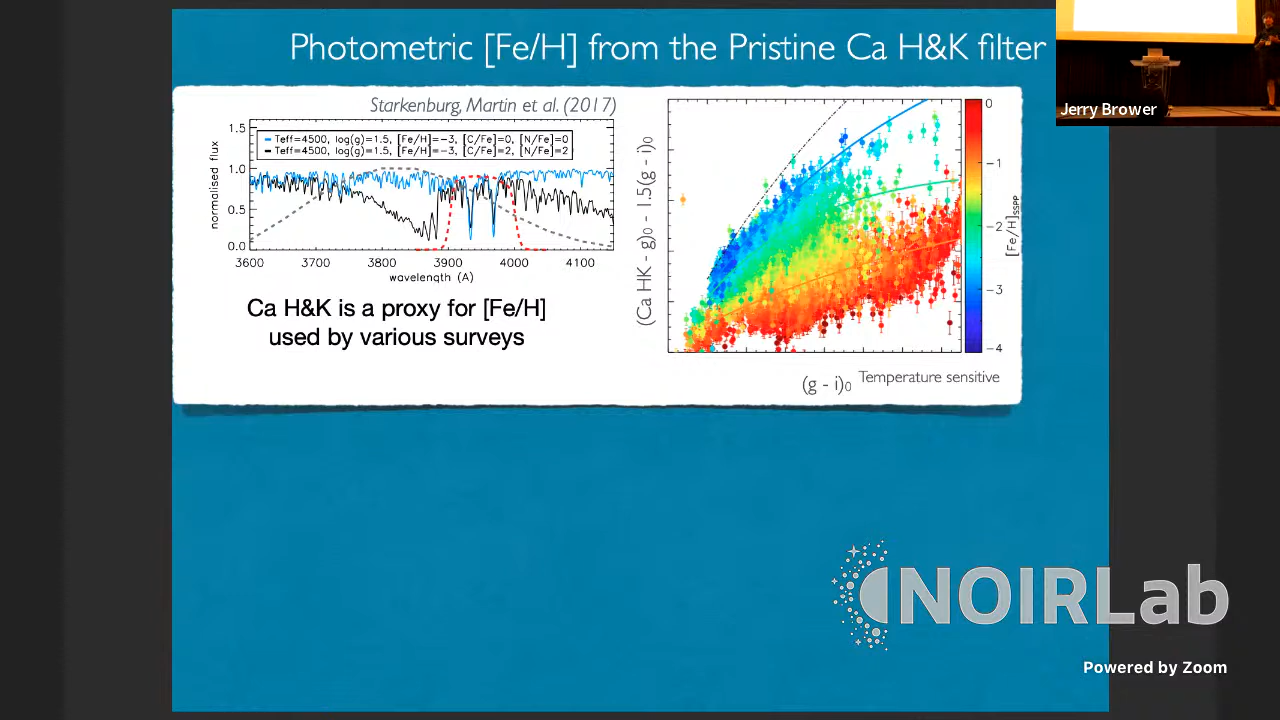 Photometric [Fe/H] from the Pristine Ca H&K filter
Jerry Brower
Starkenburg, Martin et al. (2017)
Teff=4500, log(g)=1.5, [Fe/H]=-3, [C/Fe]=0, [N/Fe]=0
Teff=4500, log(g)=1.5, [Fe/H]=-3, [C/Fe]=2, [N/Fe]=2
normalised flux
1.5
1.0
0.5
0.0
3600 3700 3800 3900 4000 4100
wavelength (A)
Ca H&K is a proxy for [Fe/H]
used by various surveys
(Ca HK - g)0 - 1.5(g - i)0
(g - i)0 Temperature sensitive
0
-1
-2
-3
-4
[Fe/H]SSPP
NOIRLab
Powered by Zoom